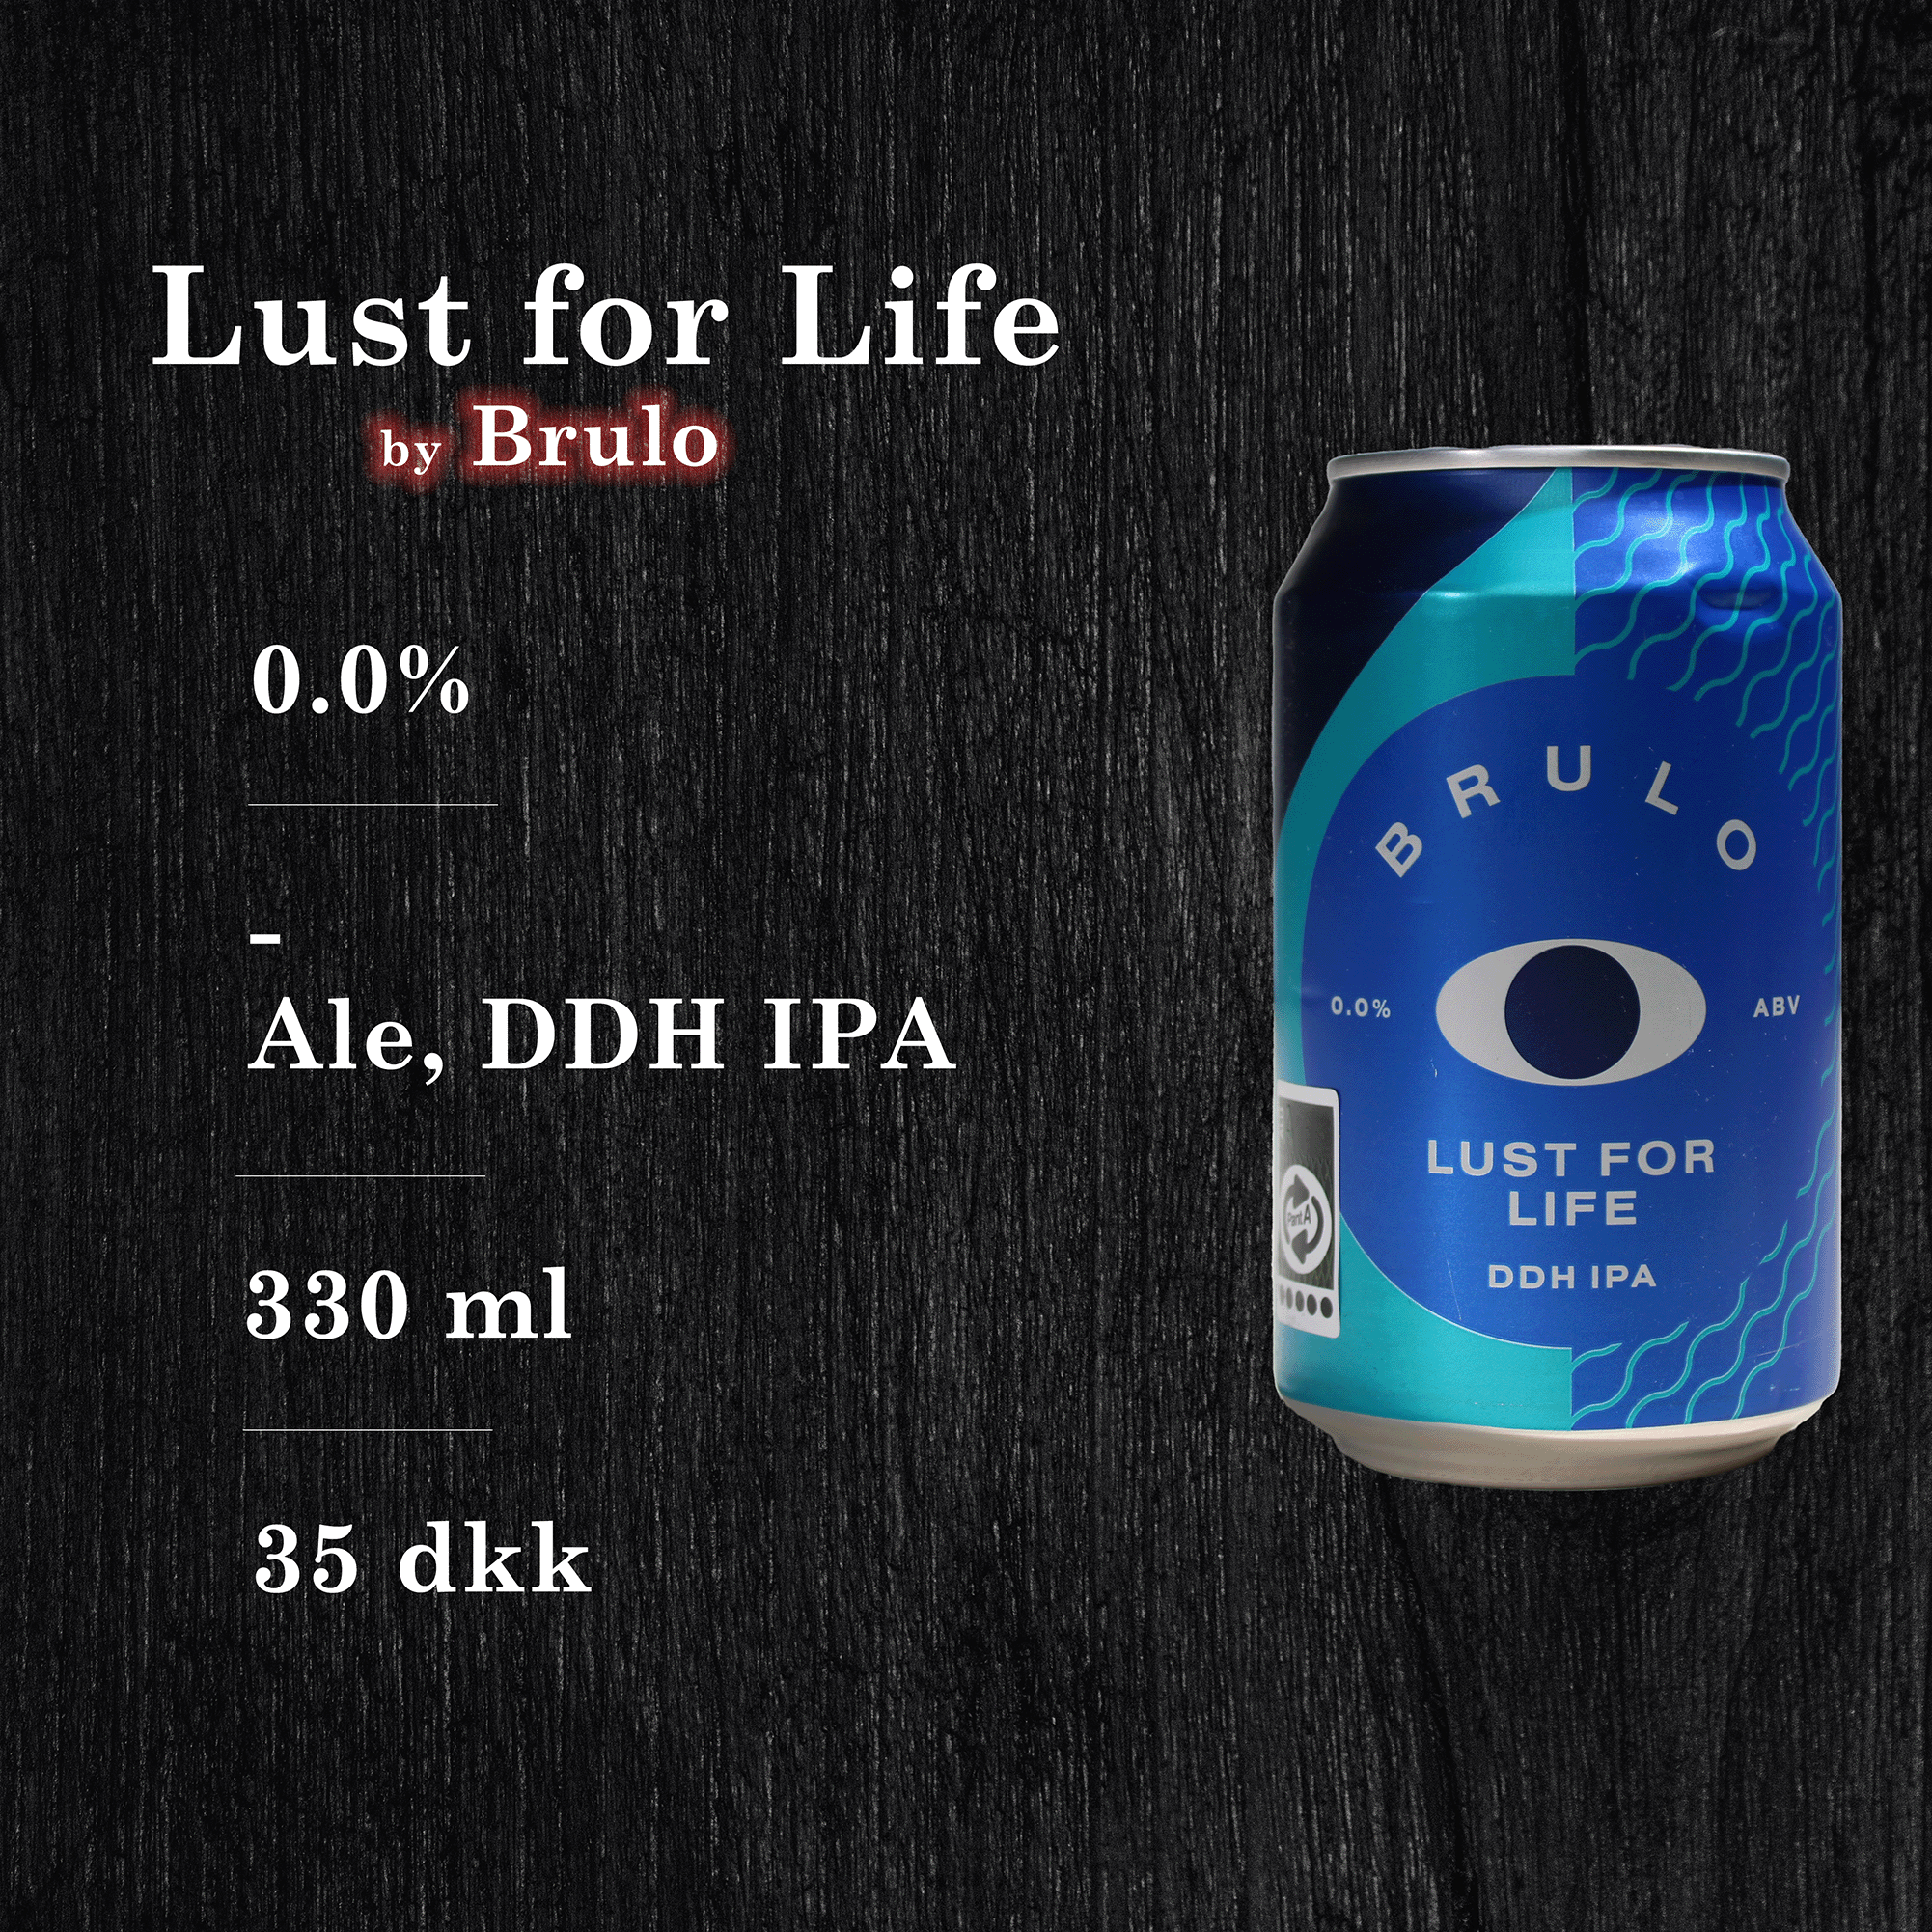 Lust for Life
by Brulo
0.0%
-
Ale, DDH IPA
330 ml
35 dkk
BRULO
0.0%
ABV
LUST FOR
LIFE
DDH IPA
Pant A